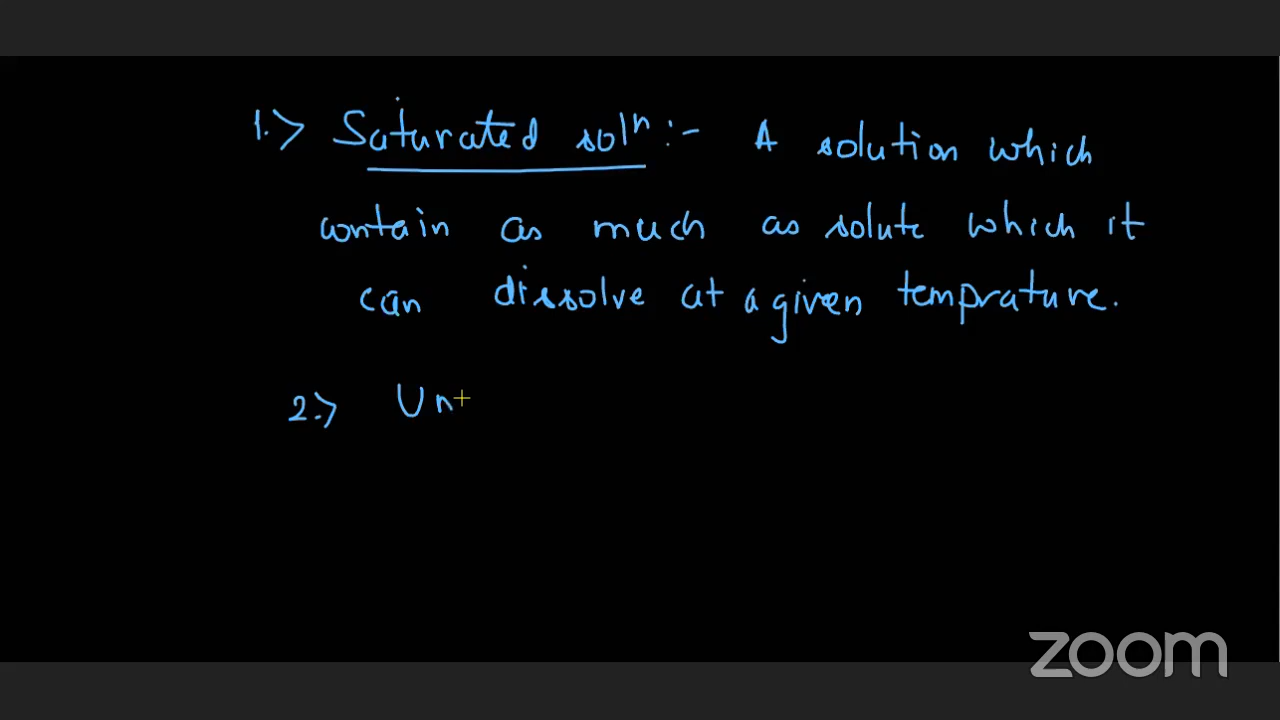 1.> Saturated solⁿ :- A solution which
contain as much as solute which it
can dissolve at a given temprature.
2.> Un
zoom